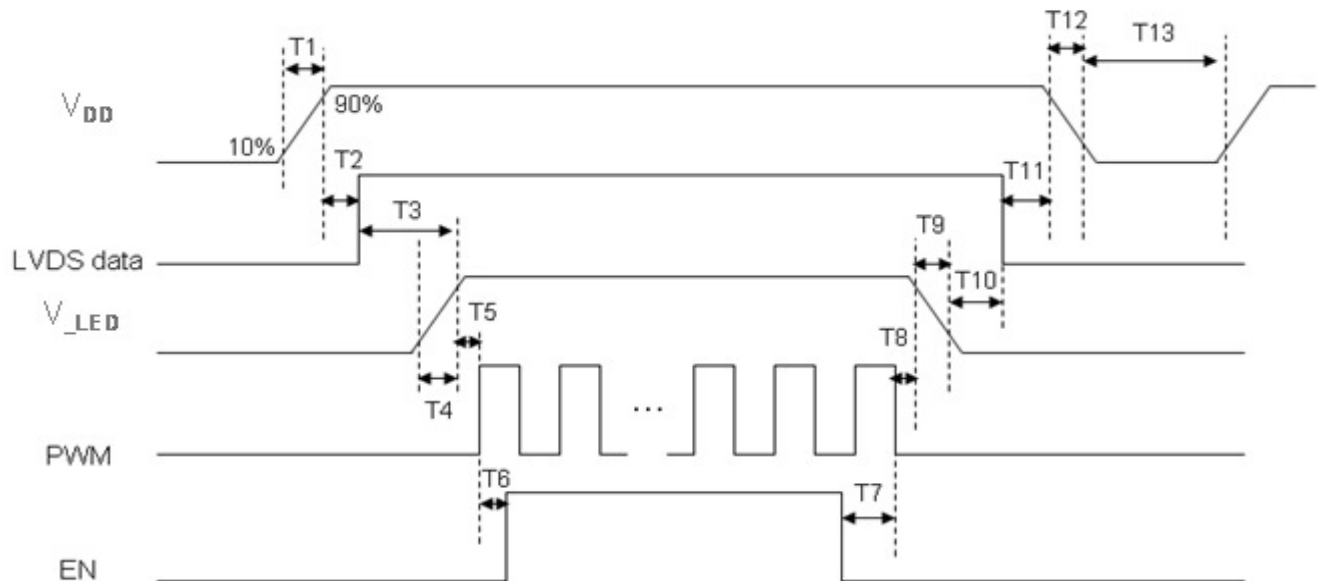 T1
T12
T13
V_DD
90%
10%
T2
T11
T3
T9
LVDS data
T10
V_LED
T5
T8
T4
...
PWM
T6
T7
EN